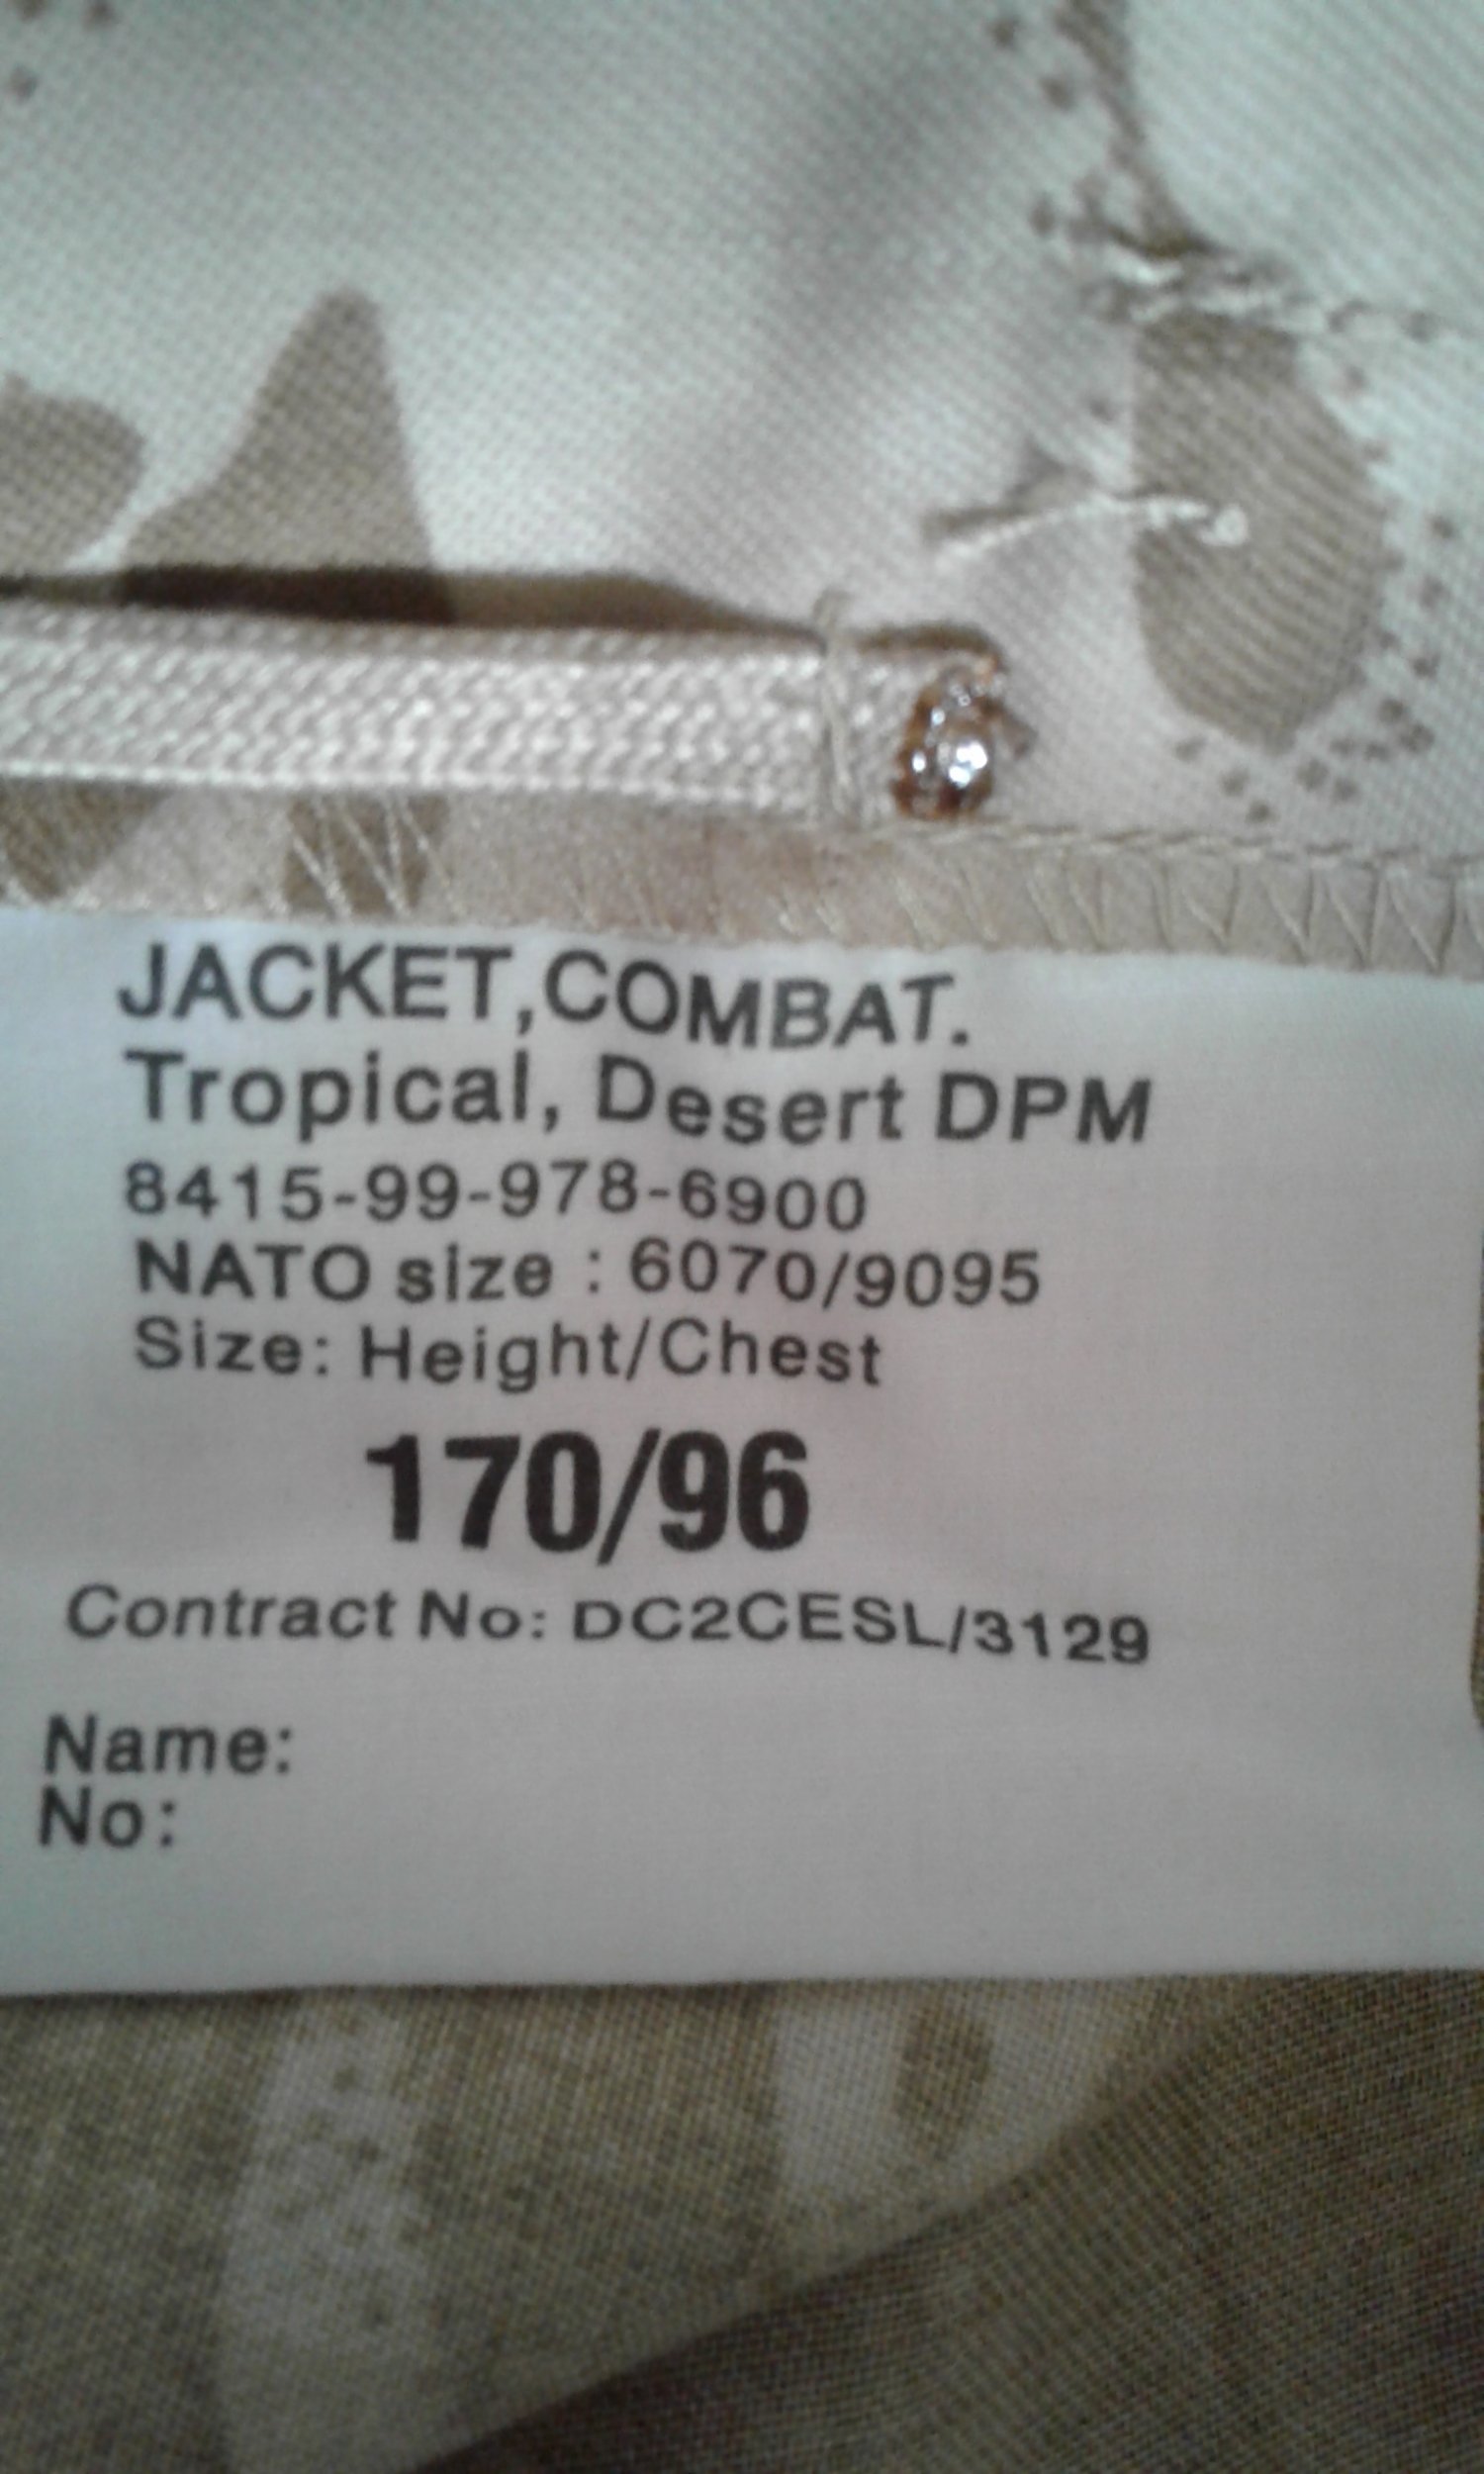 JACKET,COMBAT.
Tropical, Desert DPM
8415-99-978-6900
NATO size : 6070/9095
Size: Height/Chest
170/96
Contract No: DC2CESL/3129
Name:
No: